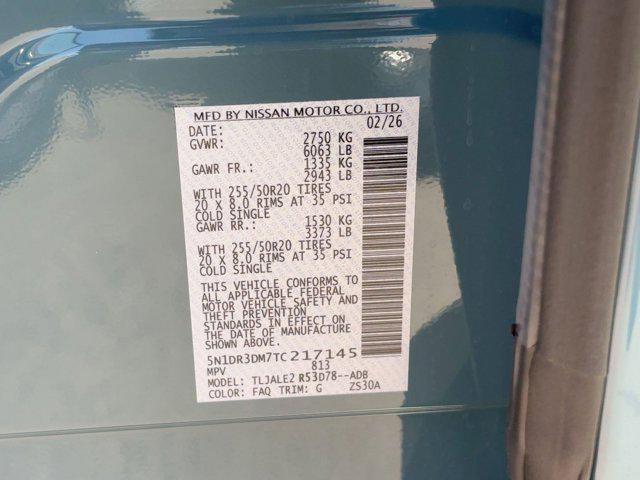 MFD BY NISSAN MOTOR CO., LTD.
DATE: 02/26
GVWR: 2750 KG
6063 LB
GAWR FR.: 1335 KG
2943 LB
WITH 255/50R20 TIRES
20 x 8.0 RIMS AT 35 PSI
COLD SINGLE
GAWR RR.: 1530 KG
3373 LB
WITH 255/50R20 TIRES
20 x 8.0 RIMS AT 35 PSI
COLD SINGLE
THIS VEHICLE CONFORMS TO
ALL APPLICABLE FEDERAL
MOTOR VEHICLE SAFETY AND
THEFT PREVENTION
STANDARDS IN EFFECT ON
THE DATE OF MANUFACTURE
SHOWN ABOVE.
5N1DR3DM7TC217145
MPV 813
MODEL: TLJALE2 R53D78--ADB
COLOR: FAQ TRIM: G ZS30A